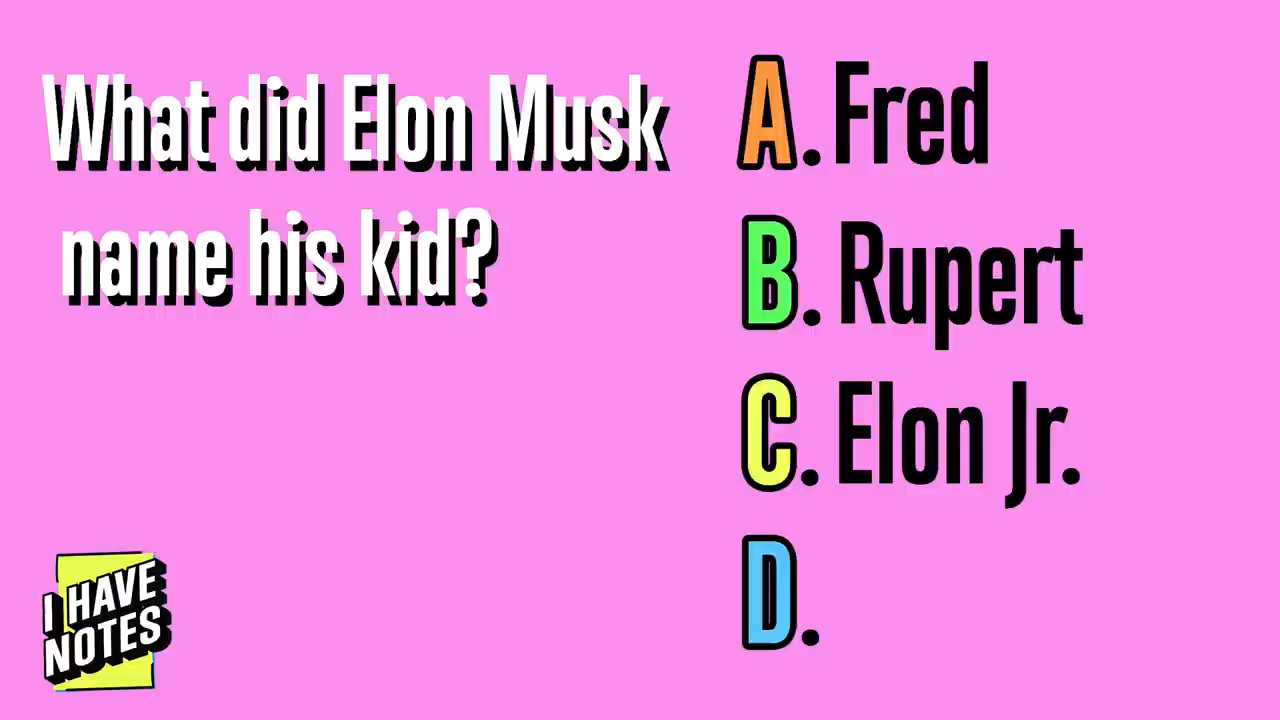 What did Elon Musk
name his kid?
A. Fred
B. Rupert
C. Elon Jr.
D.
I HAVE
NOTES